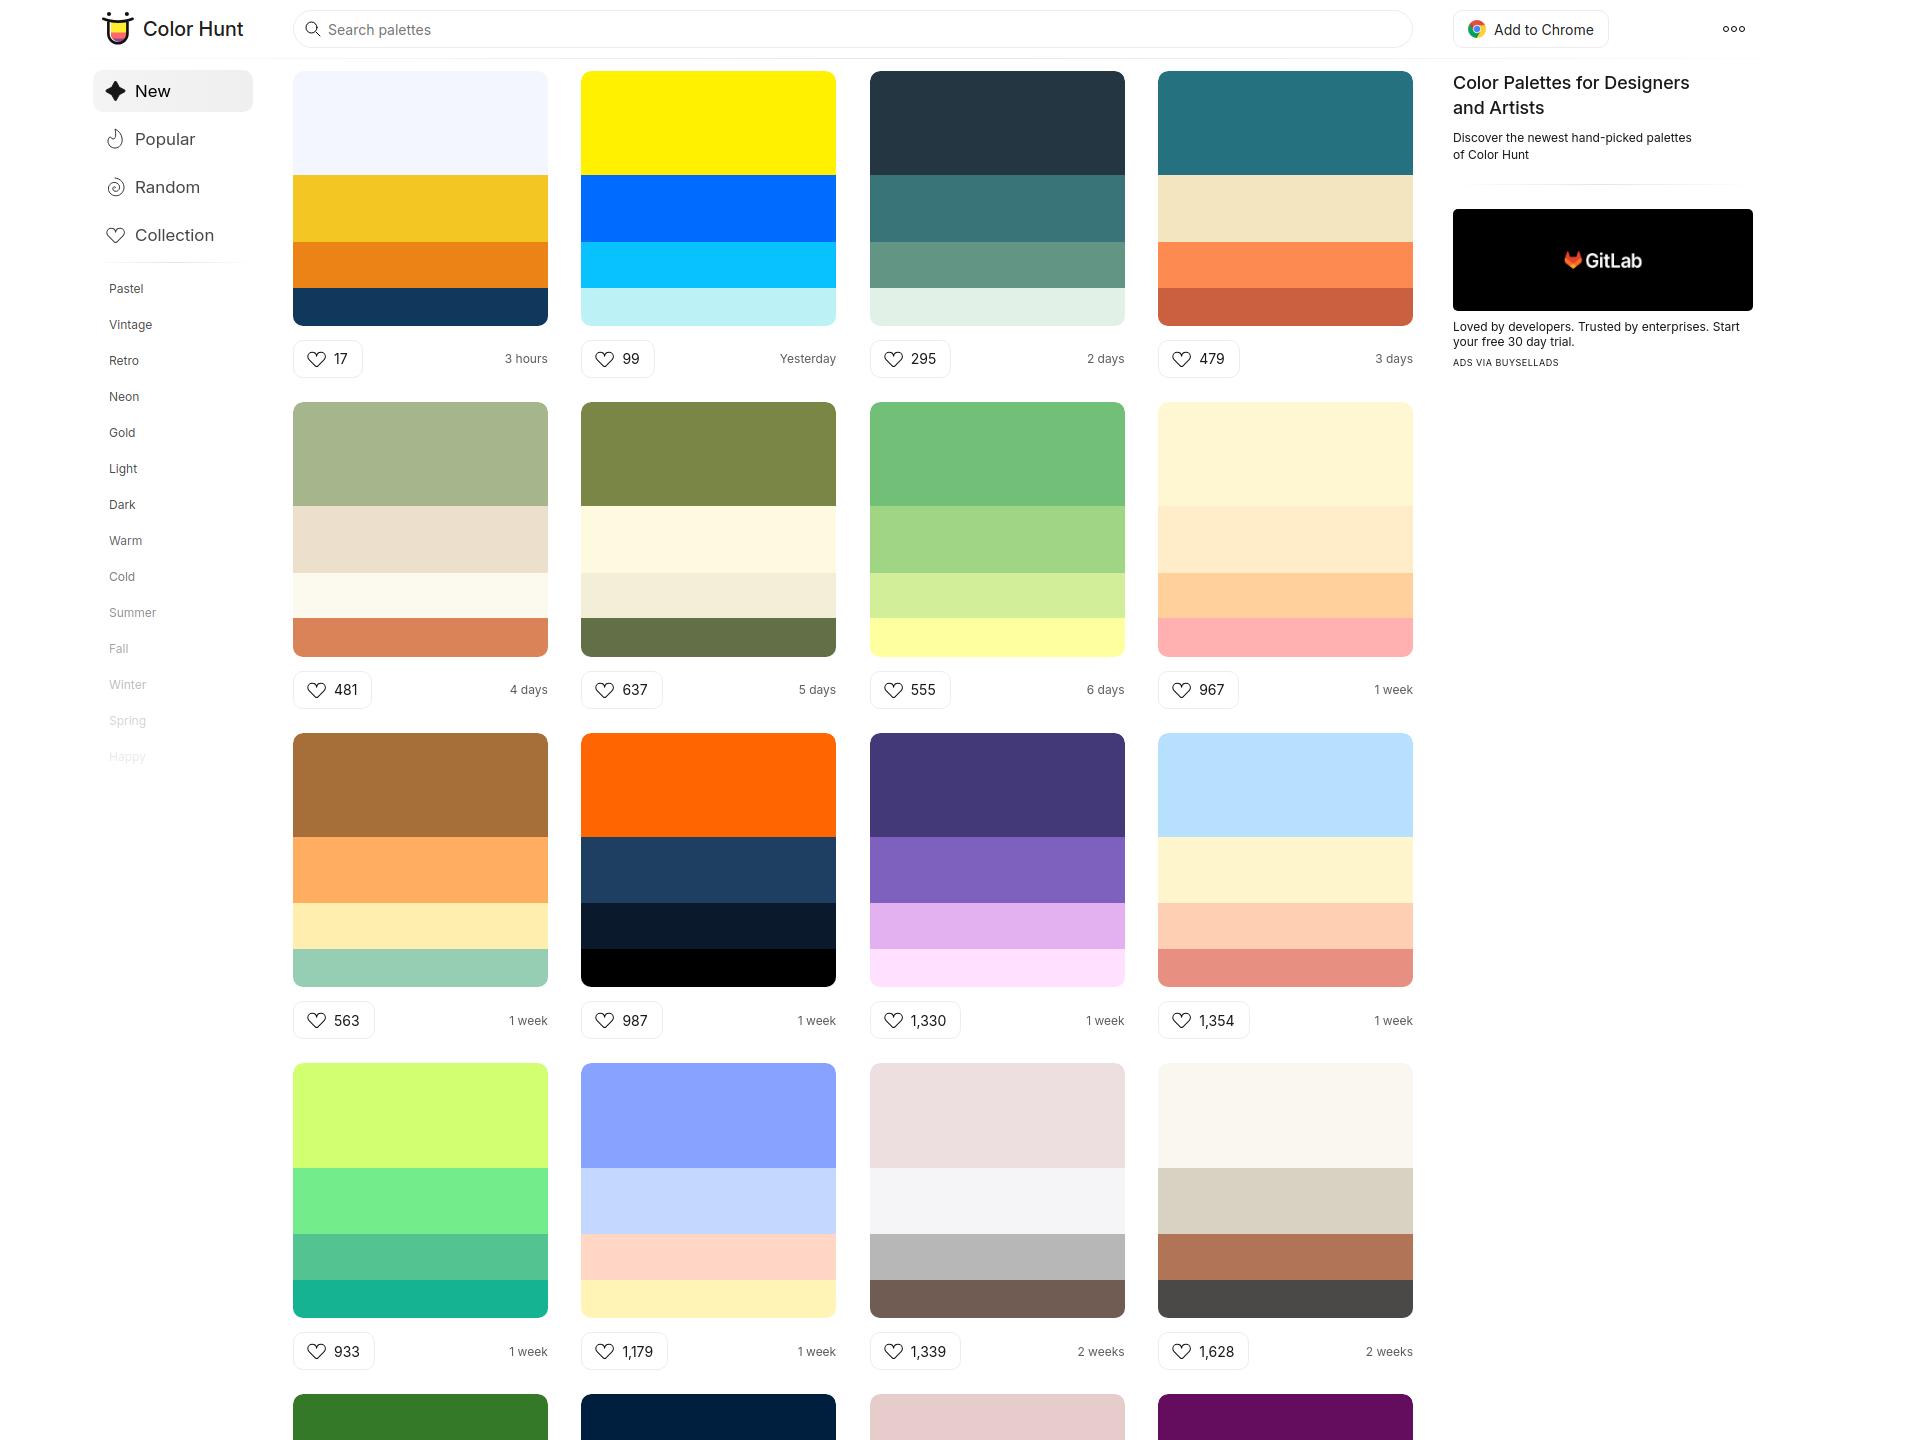 Color Hunt
Search palettes
Add to Chrome
New
Popular
Random
Collection
Pastel
Vintage
Retro
Neon
Gold
Light
Dark
Warm
Cold
Summer
Fall
Winter
Spring
Happy
17
3 hours
99
Yesterday
295
2 days
479
3 days
481
4 days
637
5 days
555
6 days
967
1 week
563
1 week
987
1 week
1,330
1 week
1,354
1 week
933
1 week
1,179
1 week
1,339
2 weeks
1,628
2 weeks
Color Palettes for Designers
and Artists
Discover the newest hand-picked palettes
of Color Hunt
GitLab
Loved by developers. Trusted by enterprises. Start
your free 30 day trial.
ADS VIA BUYSELLADS